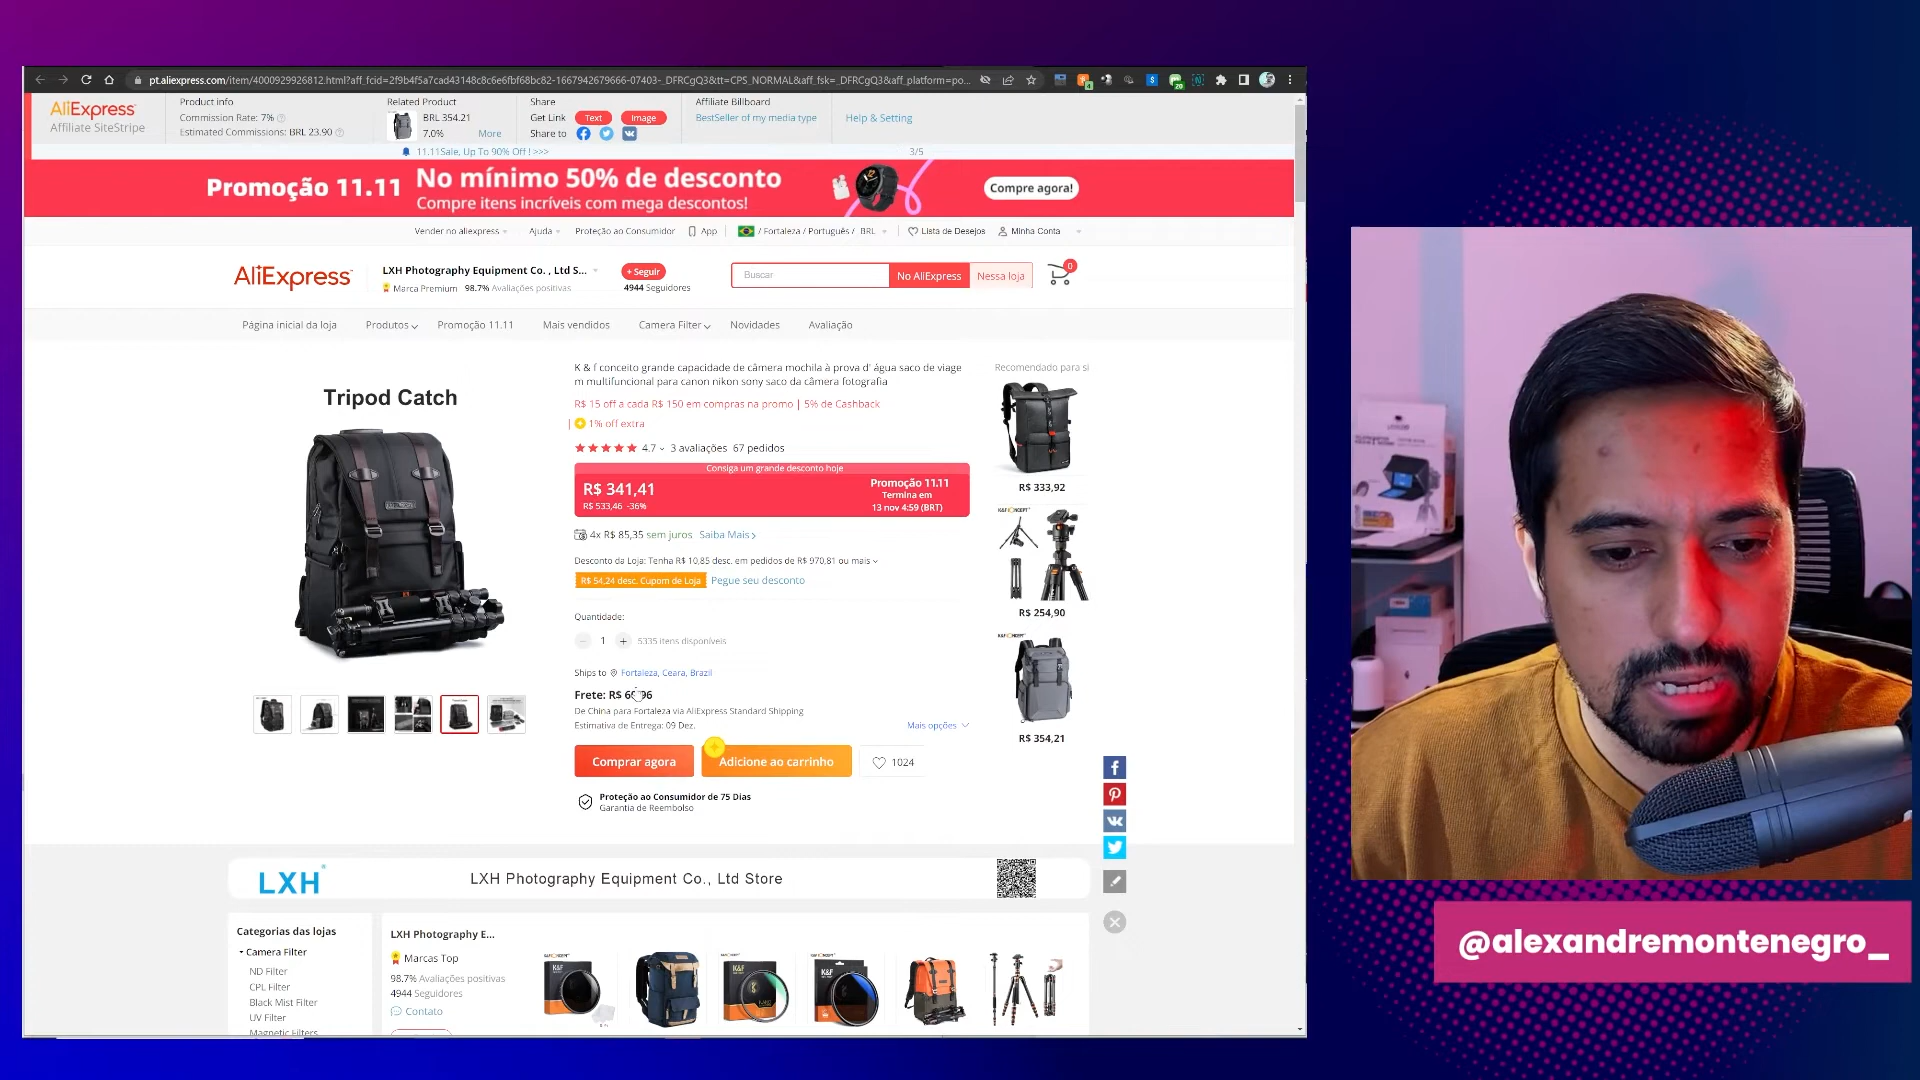 pt.aliexpress.com/item/4000929926812.html?aff_fcid=2f9b4f5a7cad43148c8c6e6fbf68bc82-1667942679666-07403-_DFRCgQ3&tt=CPS_NORMAL&aff_fsk=_DFRCgQ3&aff_platform=po...
AliExpress
Affiliate SiteStripe
Product info
Commission Rate: 7%
Estimated Commissions: BRL 23.90
Related Product
BRL 354.21
7.0%
More
Share
Get Link
Text
Image
Share to
Affiliate Billboard
BestSeller of my media type
Help & Setting
11.11Sale, Up To 90% Off ! >>>
3/5
Promoção 11.11
No mínimo 50% de desconto
Compre itens incríveis com mega descontos!
Compre agora!
Vender no aliexpress
Ajuda
Proteção ao Consumidor
App
/ Fortaleza / Português / BRL
Lista de Desejos
Minha Conta
AliExpress
LXH Photography Equipment Co. , Ltd S...
Marca Premium
98.7% Avaliações positivas
+ Seguir
4944 Seguidores
Buscar
No AliExpress
Nessa loja
0
Página inicial da loja
Produtos
Promoção 11.11
Mais vendidos
Camera Filter
Novidades
Avaliação
Tripod Catch
K & f conceito grande capacidade de câmera mochila à prova d' água saco de viage
m multifuncional para canon nikon sony saco da câmera fotografia
R$ 15 off a cada R$ 150 em compras na promo | 5% de Cashback
| 1% off extra
4.7
3 avaliações
67 pedidos
Consiga um grande desconto hoje
R$ 341,41
R$ 533,46 -36%
Promoção 11.11
Termina em
13 nov 4:59 (BRT)
4x R$ 85,35 sem juros
Saiba Mais
Desconto da Loja: Tenha R$ 10,85 desc. em pedidos de R$ 970,81 ou mais
R$ 54,24 desc. Cupom de Loja
Pegue seu desconto
Quantidade:
1
5335 itens disponíveis
Ships to
Fortaleza, Ceara, Brazil
Frete: R$
De China para Fortaleza via AliExpress Standard Shipping
Estimativa de Entrega: 09 Dez.
Mais opções
Comprar agora
Adicione ao carrinho
1024
Proteção ao Consumidor de 75 Dias
Garantia de Reembolso
Recomendado para si
R$ 333,92
R$ 254,90
R$ 354,21
LXH
LXH Photography Equipment Co., Ltd Store
Categorias das lojas
Camera Filter
ND Filter
CPL Filter
Black Mist Filter
UV Filter
Magnetic Filters
LXH Photography E...
Marcas Top
98.7% Avaliações positivas
4944 Seguidores
Contato
@alexandremontenegro_